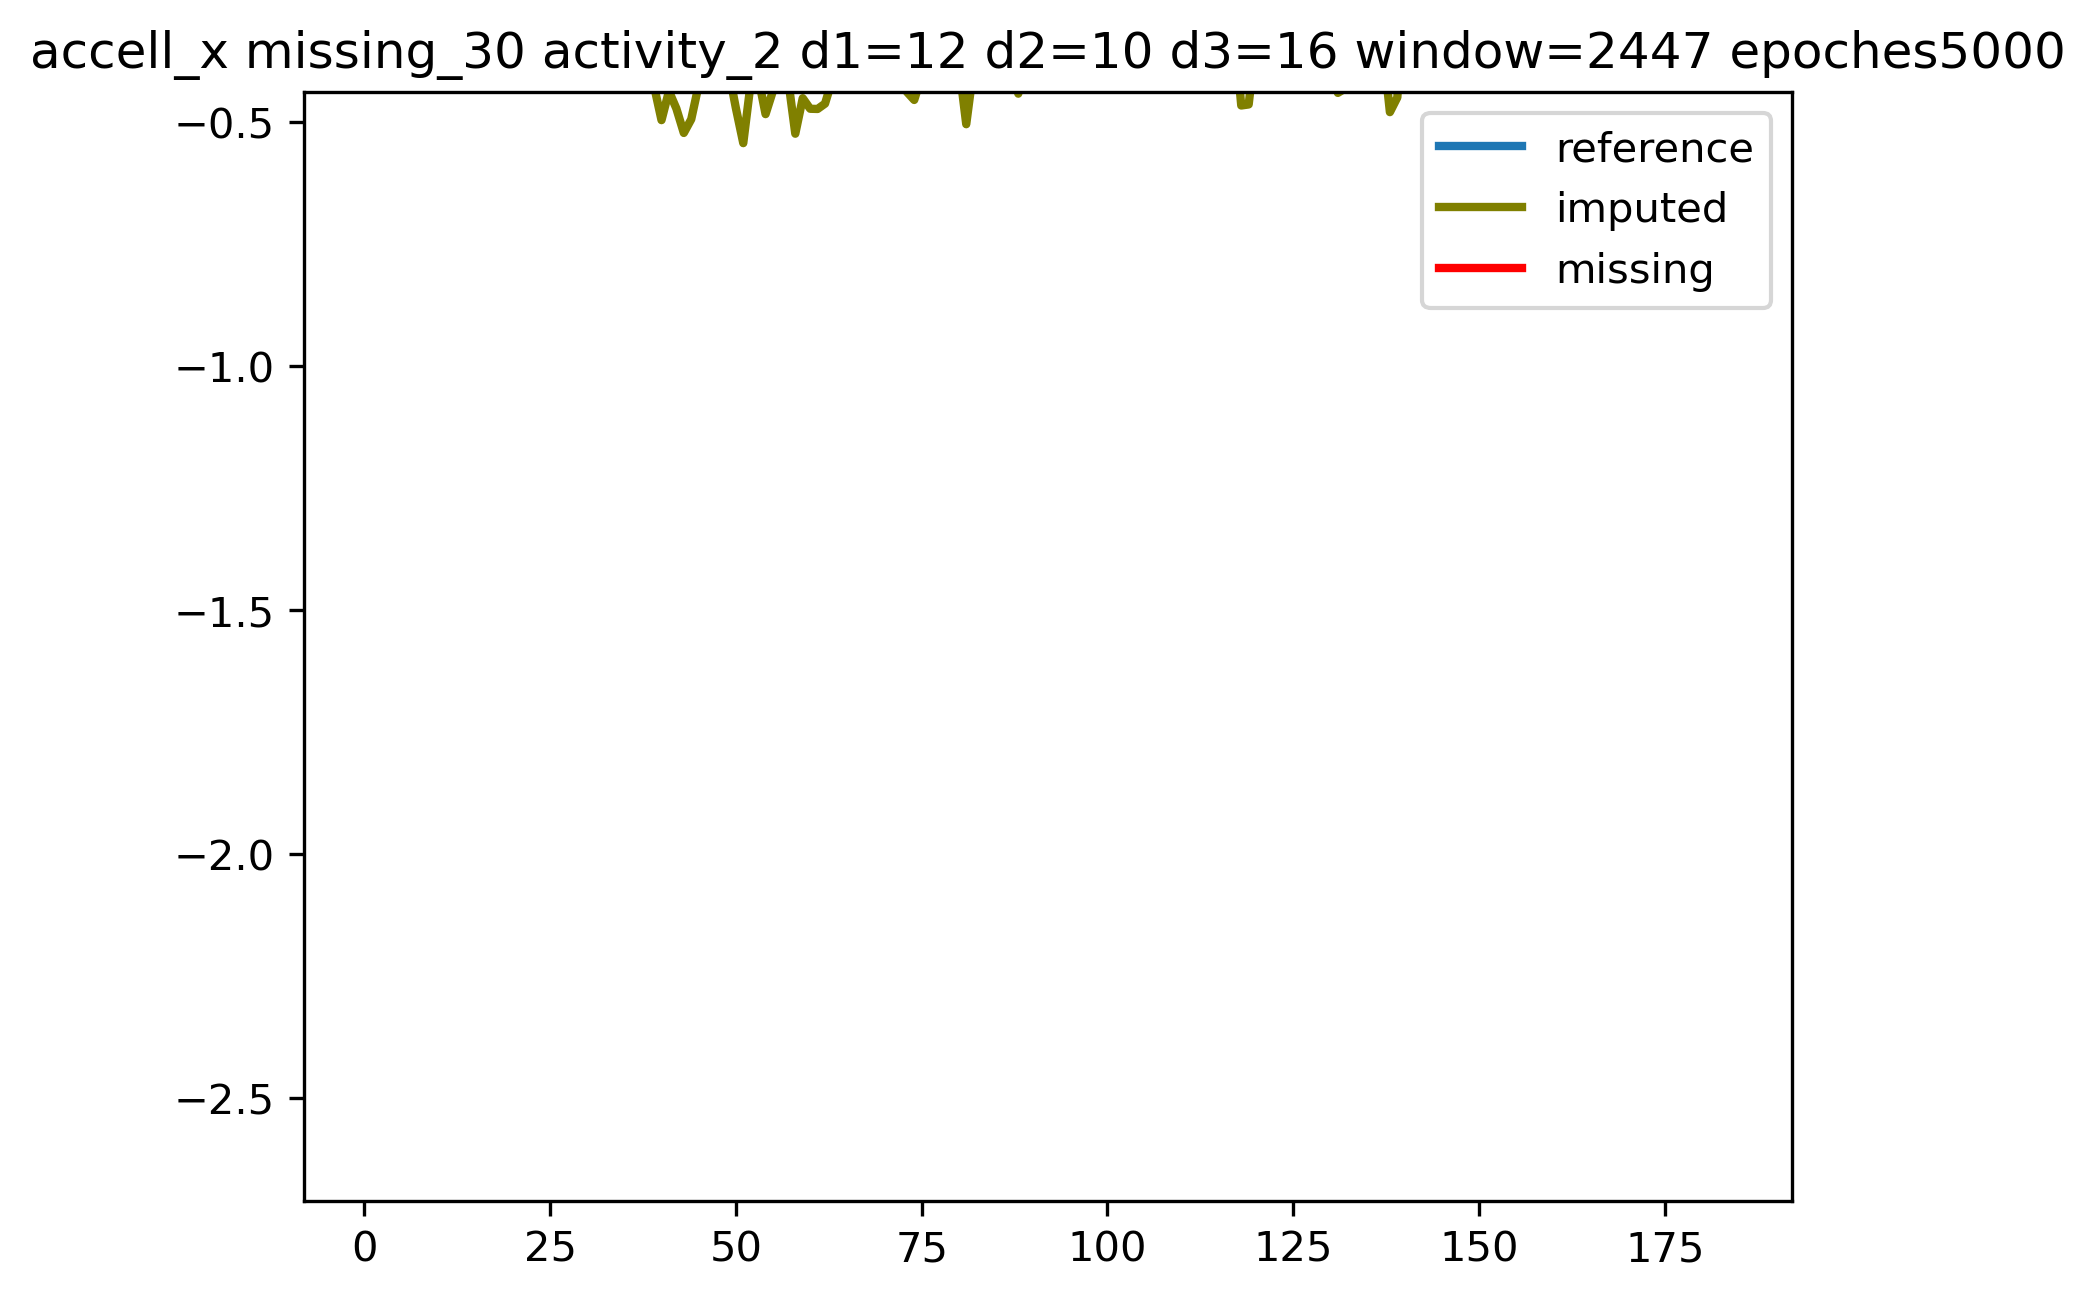 accell_x missing_30 activity_2 d1=12 d2=10 d3=16 window=2447 epoches5000
−0.5
−1.0
−1.5
−2.0
−2.5
reference
imputed
missing
0 25 50 75 100 125 150 175